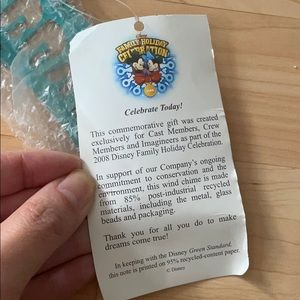 FAMILY HOLIDAY
CELEBRATION
Celebrate Today!
This commemorative gift was created
exclusively for Cast Members, Crew
Members and Imagineers as part of the
2008 Disney Family Holiday Celebration.
In support of our Company's ongoing
commitment to conservation and the
environment, this wind chime is made
from 85% post-industrial recycled
materials, including the metal, glass
beads and packaging.
Thank you for all you do to make
dreams come true!
In keeping with the Disney Green Standard,
this note is printed on 95% recycled-content paper.
© Disney